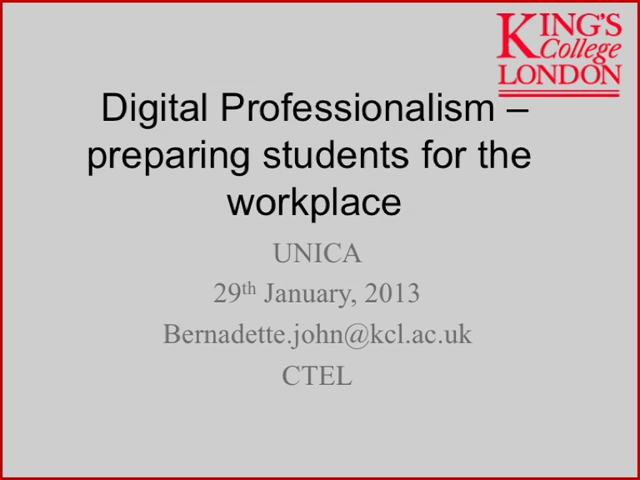 KING'S
College
LONDON
Digital Professionalism –
preparing students for the
workplace
UNICA
29th January, 2013
Bernadette.john@kcl.ac.uk
CTEL